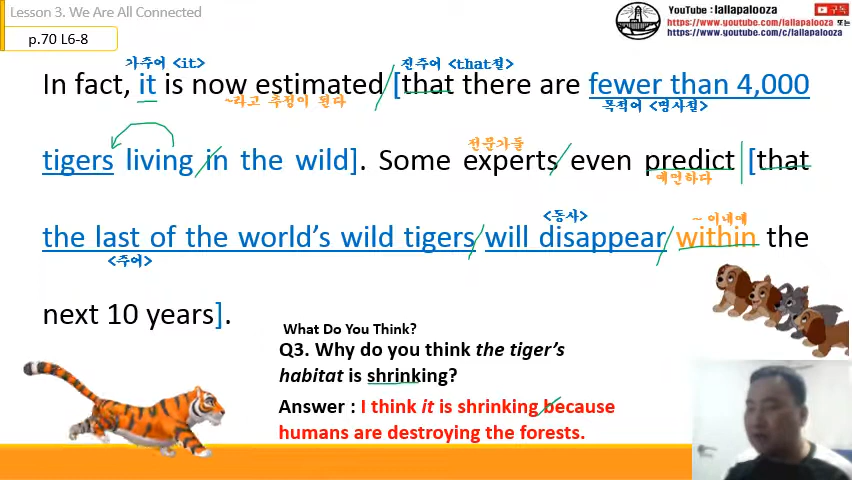 Lesson 3. We Are All Connected
YouTube : lallapalooza 구독
https://www.youtube.com/lallapalooza 또는
https://www.youtube.com/c/lallapalooza
p.70 L6-8
가주어 <it> 진주어 <that절>
In fact, it is now estimated [that there are fewer than 4,000
~라고 추정이 된다 목적어 <명사절>
tigers living in the wild]. Some experts even predict [that
전문가들
예언하다
the last of the world's wild tigers will disappear within the
<동사> ~ 이내에
<주어>
next 10 years].
What Do You Think?
Q3. Why do you think the tiger's
habitat is shrinking?
Answer : I think it is shrinking because
humans are destroying the forests.